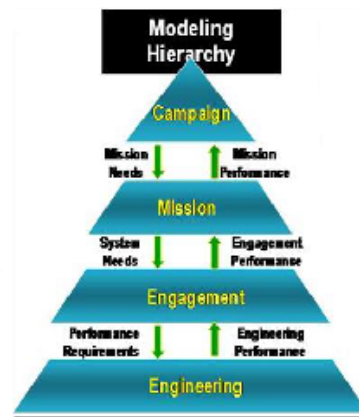 Modeling
Hierarchy
Campaign
Mission
Needs
Mission
Performance
Mission
System
Needs
Engagement
Performance
Engagement
Performance
Requirements
Engineering
Performance
Engineering